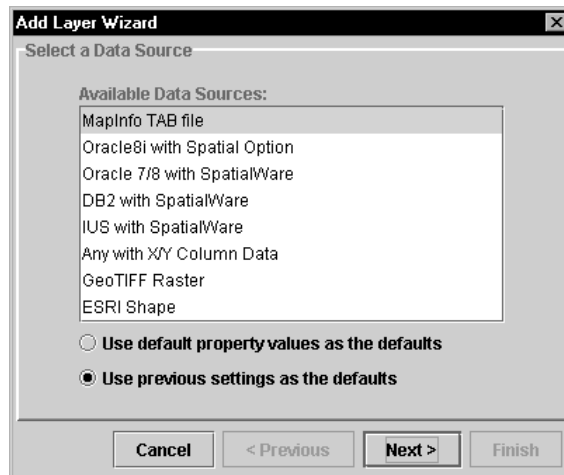 Add Layer Wizard
Select a Data Source
Available Data Sources:
MapInfo TAB file
Oracle8i with Spatial Option
Oracle 7/8 with SpatialWare
DB2 with SpatialWare
IUS with SpatialWare
Any with X/Y Column Data
GeoTIFF Raster
ESRI Shape
Use default property values as the defaults
Use previous settings as the defaults
Cancel < Previous Next > Finish